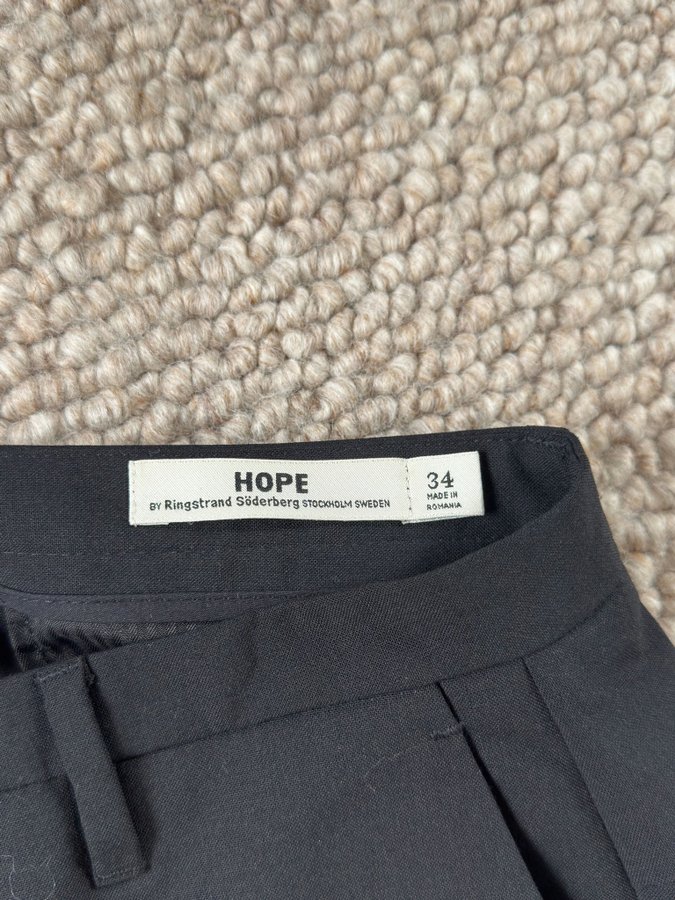 HOPE
BY Ringstrand Söderberg STOCKHOLM SWEDEN
34
MADE IN
ROMANIA